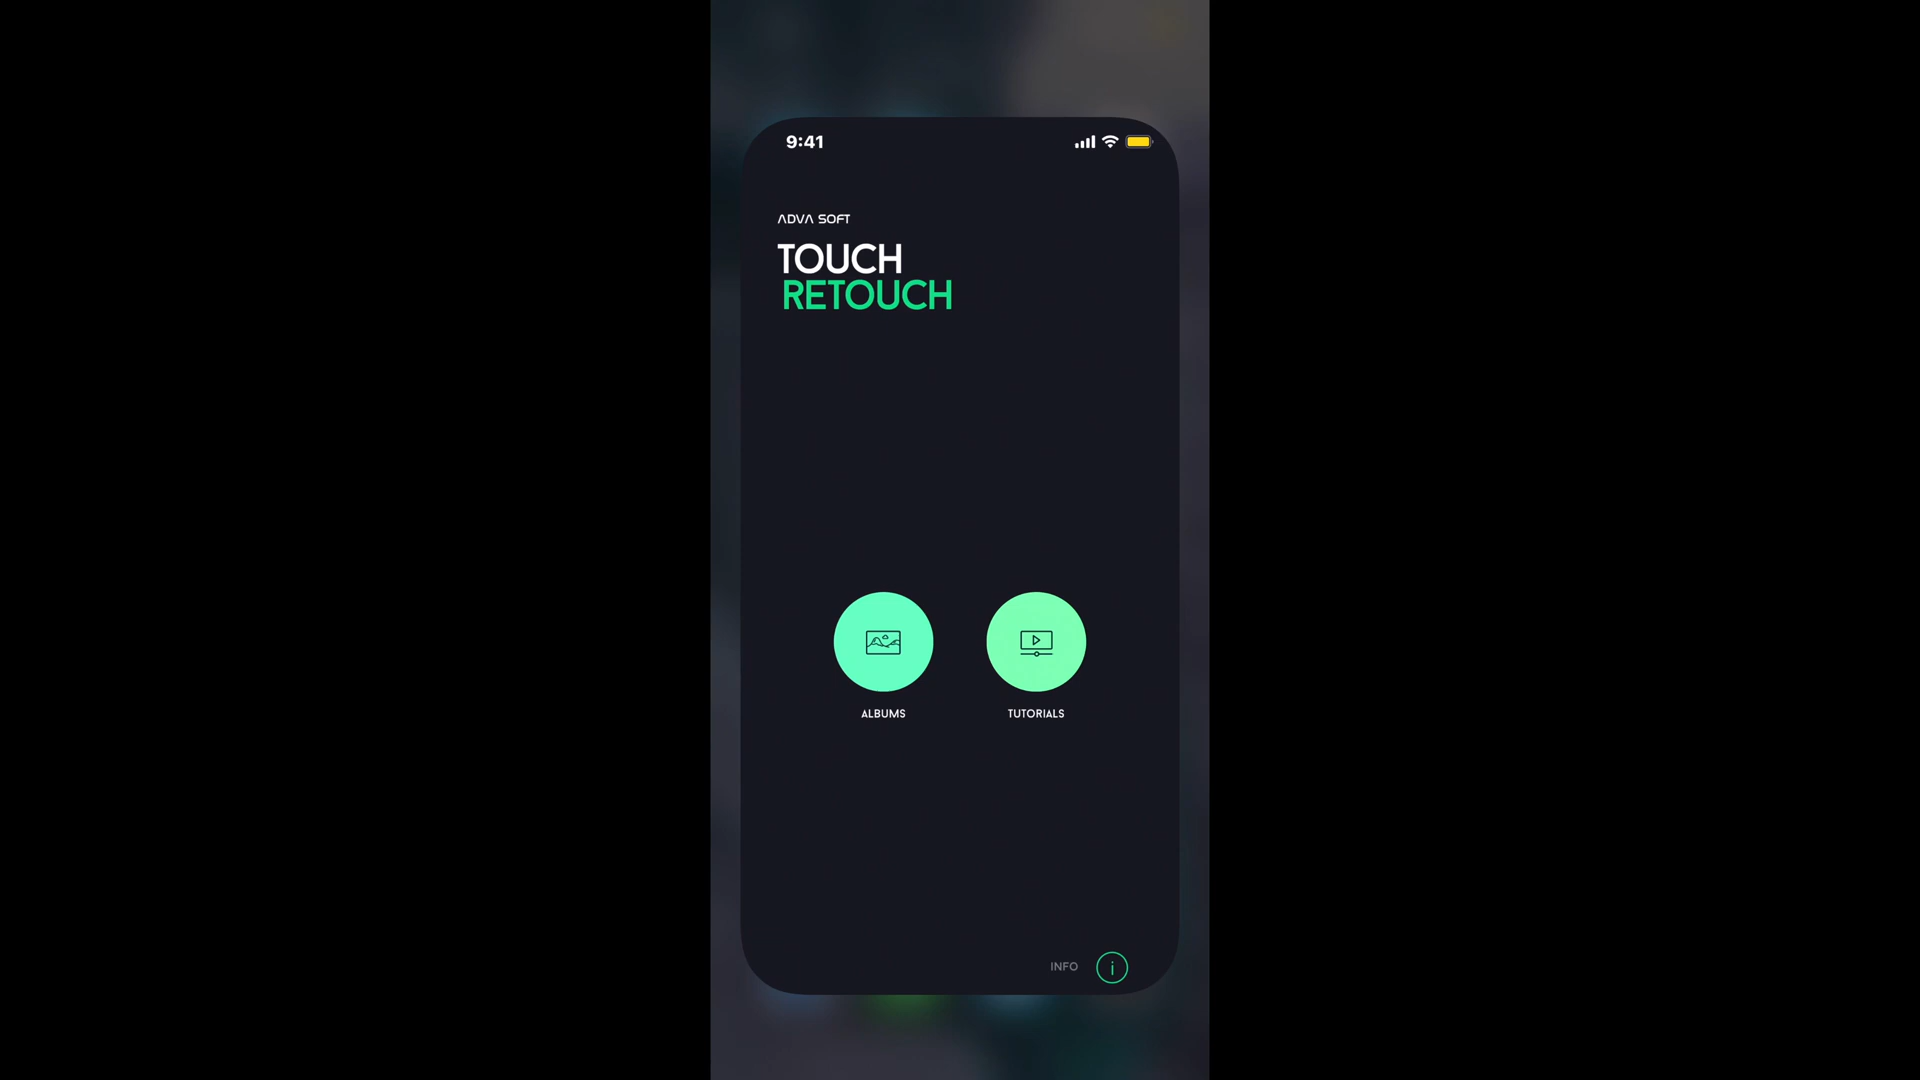 9:41
ADVA SOFT
TOUCH
RETOUCH
ALBUMS
TUTORIALS
INFO
i